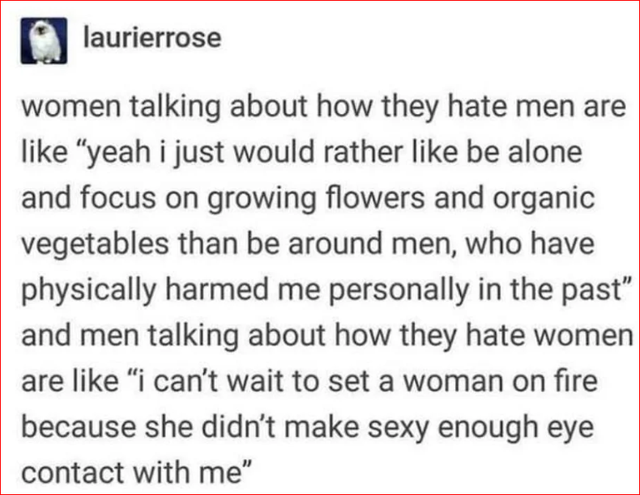 laurierrose
women talking about how they hate men are
like “yeah i just would rather like be alone
and focus on growing flowers and organic
vegetables than be around men, who have
physically harmed me personally in the past”
and men talking about how they hate women
are like “i can’t wait to set a woman on fire
because she didn’t make sexy enough eye
contact with me”